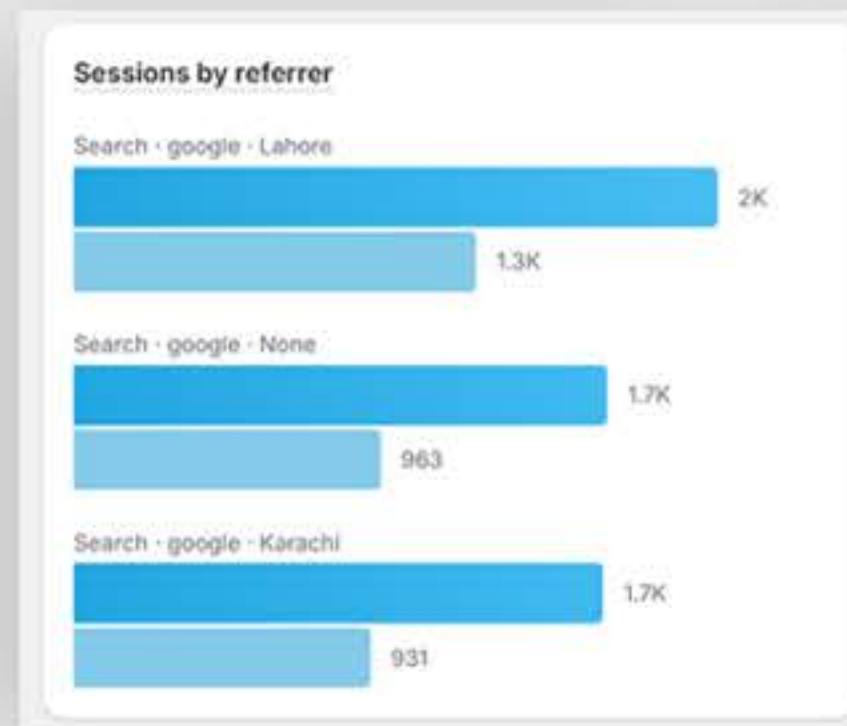 Sessions by referrer
Search · google · Lahore
2K
1.3K
Search · google · None
1.7K
963
Search · google · Karachi
1.7K
931